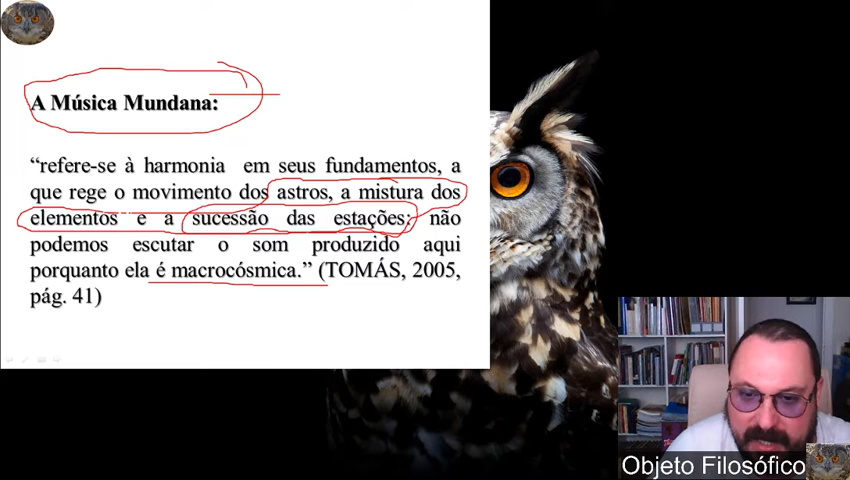 A Música Mundana:
“refere-se à harmonia em seus fundamentos, a
que rege o movimento dos astros, a mistura dos
elementos e a sucessão das estações; não
podemos escutar o som produzido aqui
porquanto ela é macrocósmica.” (TOMÁS, 2005,
pág. 41)
Objeto Filosófico